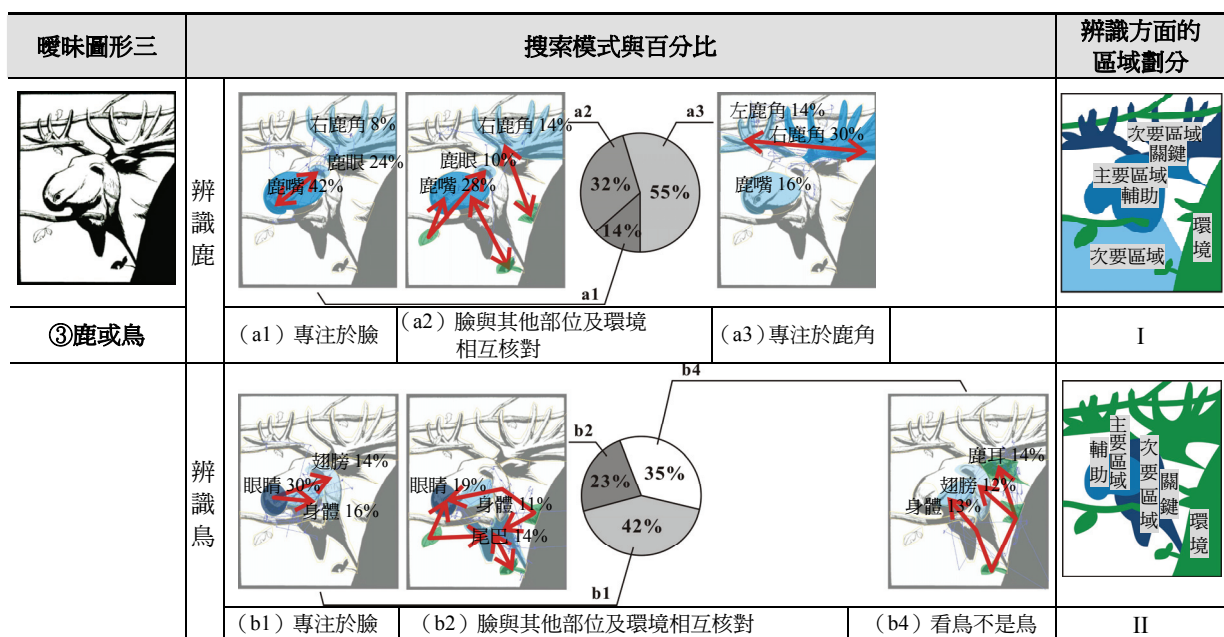 曖昧圖形三
搜索模式與百分比
辨識方面的
區域劃分
辨識鹿
右鹿角 8%
鹿眼 24%
鹿嘴 42%
右鹿角 14%
鹿眼 10%
鹿嘴 28%
a2
a3
32%
55%
14%
a1
左鹿角 14%
右鹿角 30%
鹿嘴 16%
次要區域
關鍵
主要區域
輔助
環境
次要區域
③鹿或鳥
（a1）專注於臉
（a2）臉與其他部位及環境
相互核對
（a3）專注於鹿角
I
辨識鳥
翅膀 14%
眼睛 30%
身體 16%
眼睛 19%
身體 11%
尾巴 14%
b4
b2
35%
23%
42%
b1
鹿耳 14%
翅膀 12%
身體 13%
主要區域
輔助
次要區域
關鍵
環境
（b1）專注於臉
（b2）臉與其他部位及環境相互核對
（b4）看鳥不是鳥
II